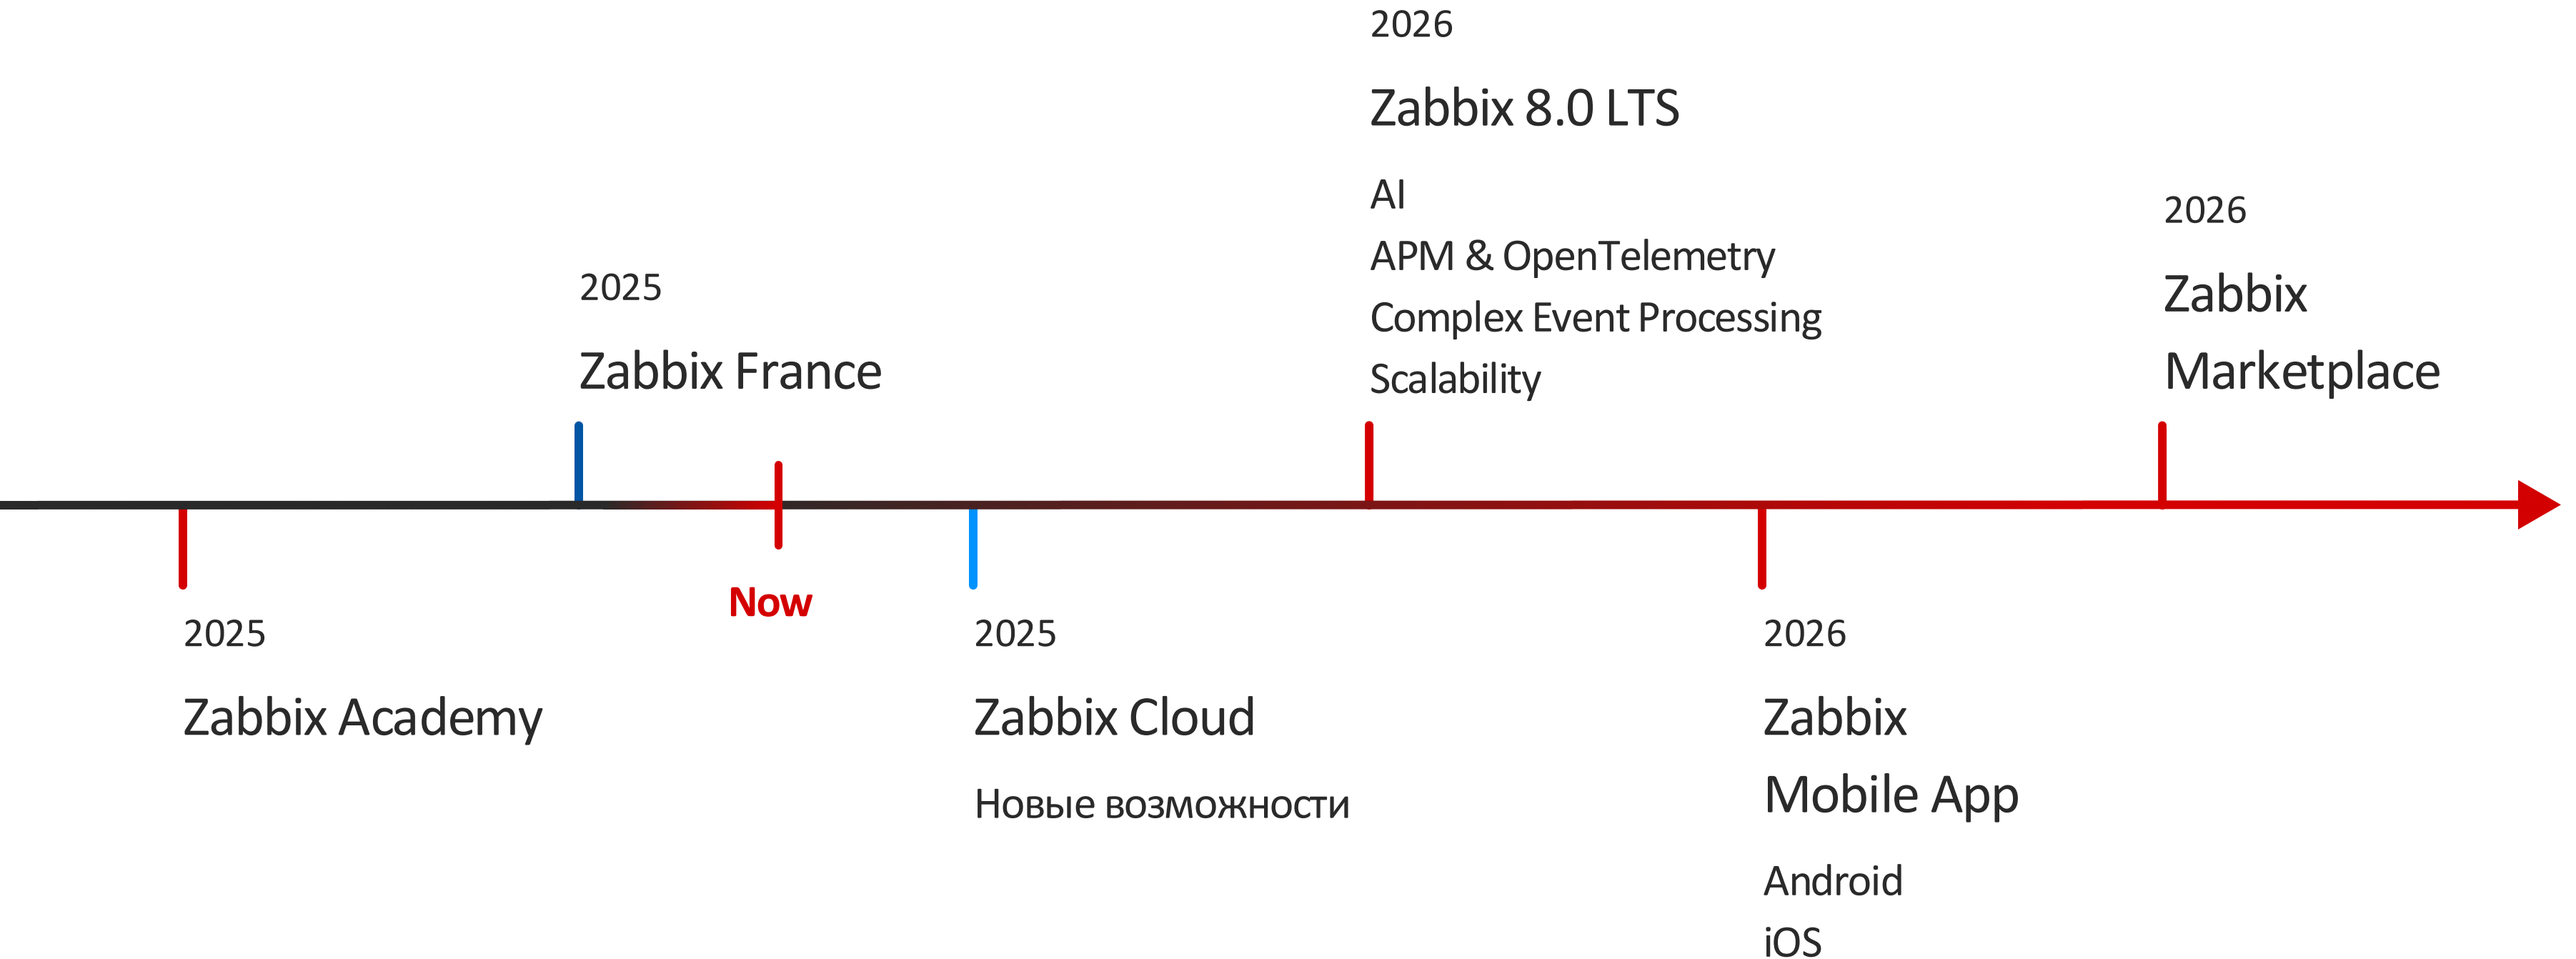 2026
Zabbix 8.0 LTS
AI
APM & OpenTelemetry
Complex Event Processing
Scalability
2026
Zabbix
Marketplace
2025
Zabbix France
Now
2025
Zabbix Academy
2025
Zabbix Cloud
Новые возможности
2026
Zabbix
Mobile App
Android
iOS